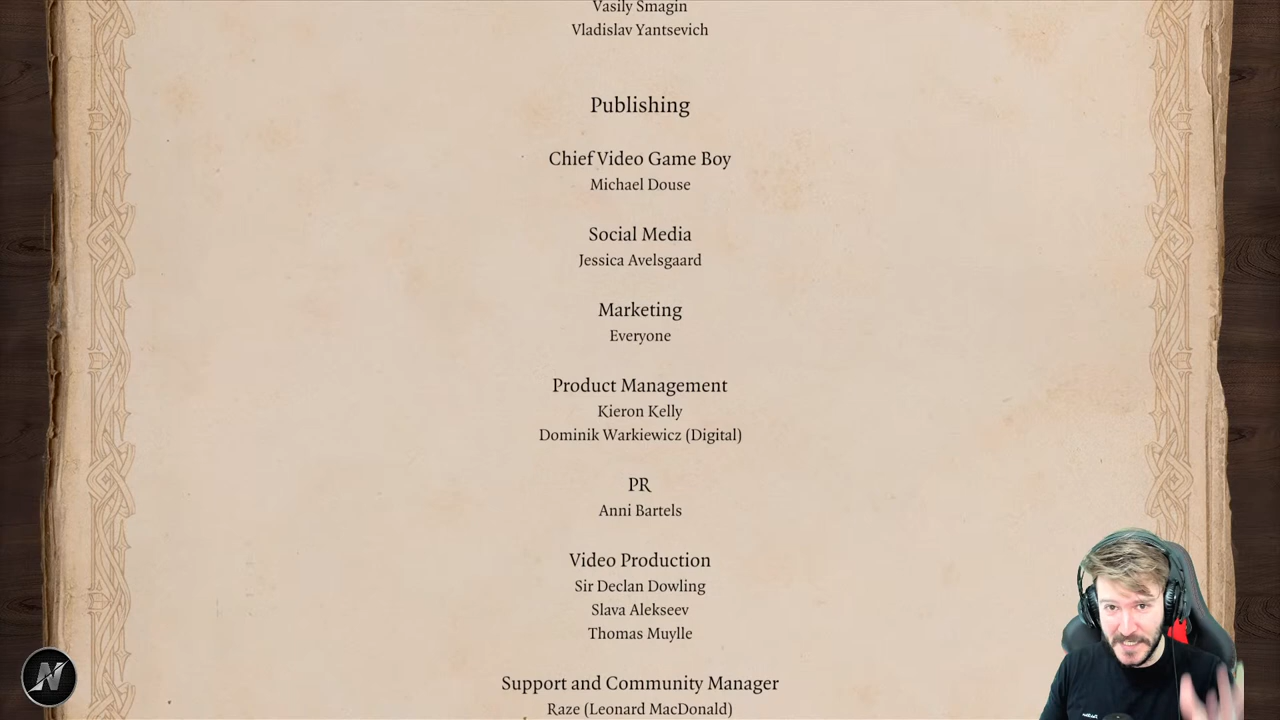 Vasily Smagin
Vladislav Yantsevich
Publishing
Chief Video Game Boy
Michael Douse
Social Media
Jessica Avelsgaard
Marketing
Everyone
Product Management
Kieron Kelly
Dominik Warkiewicz (Digital)
PR
Anni Bartels
Video Production
Sir Declan Dowling
Slava Alekseev
Thomas Muylle
Support and Community Manager
Raze (Leonard MacDonald)
N